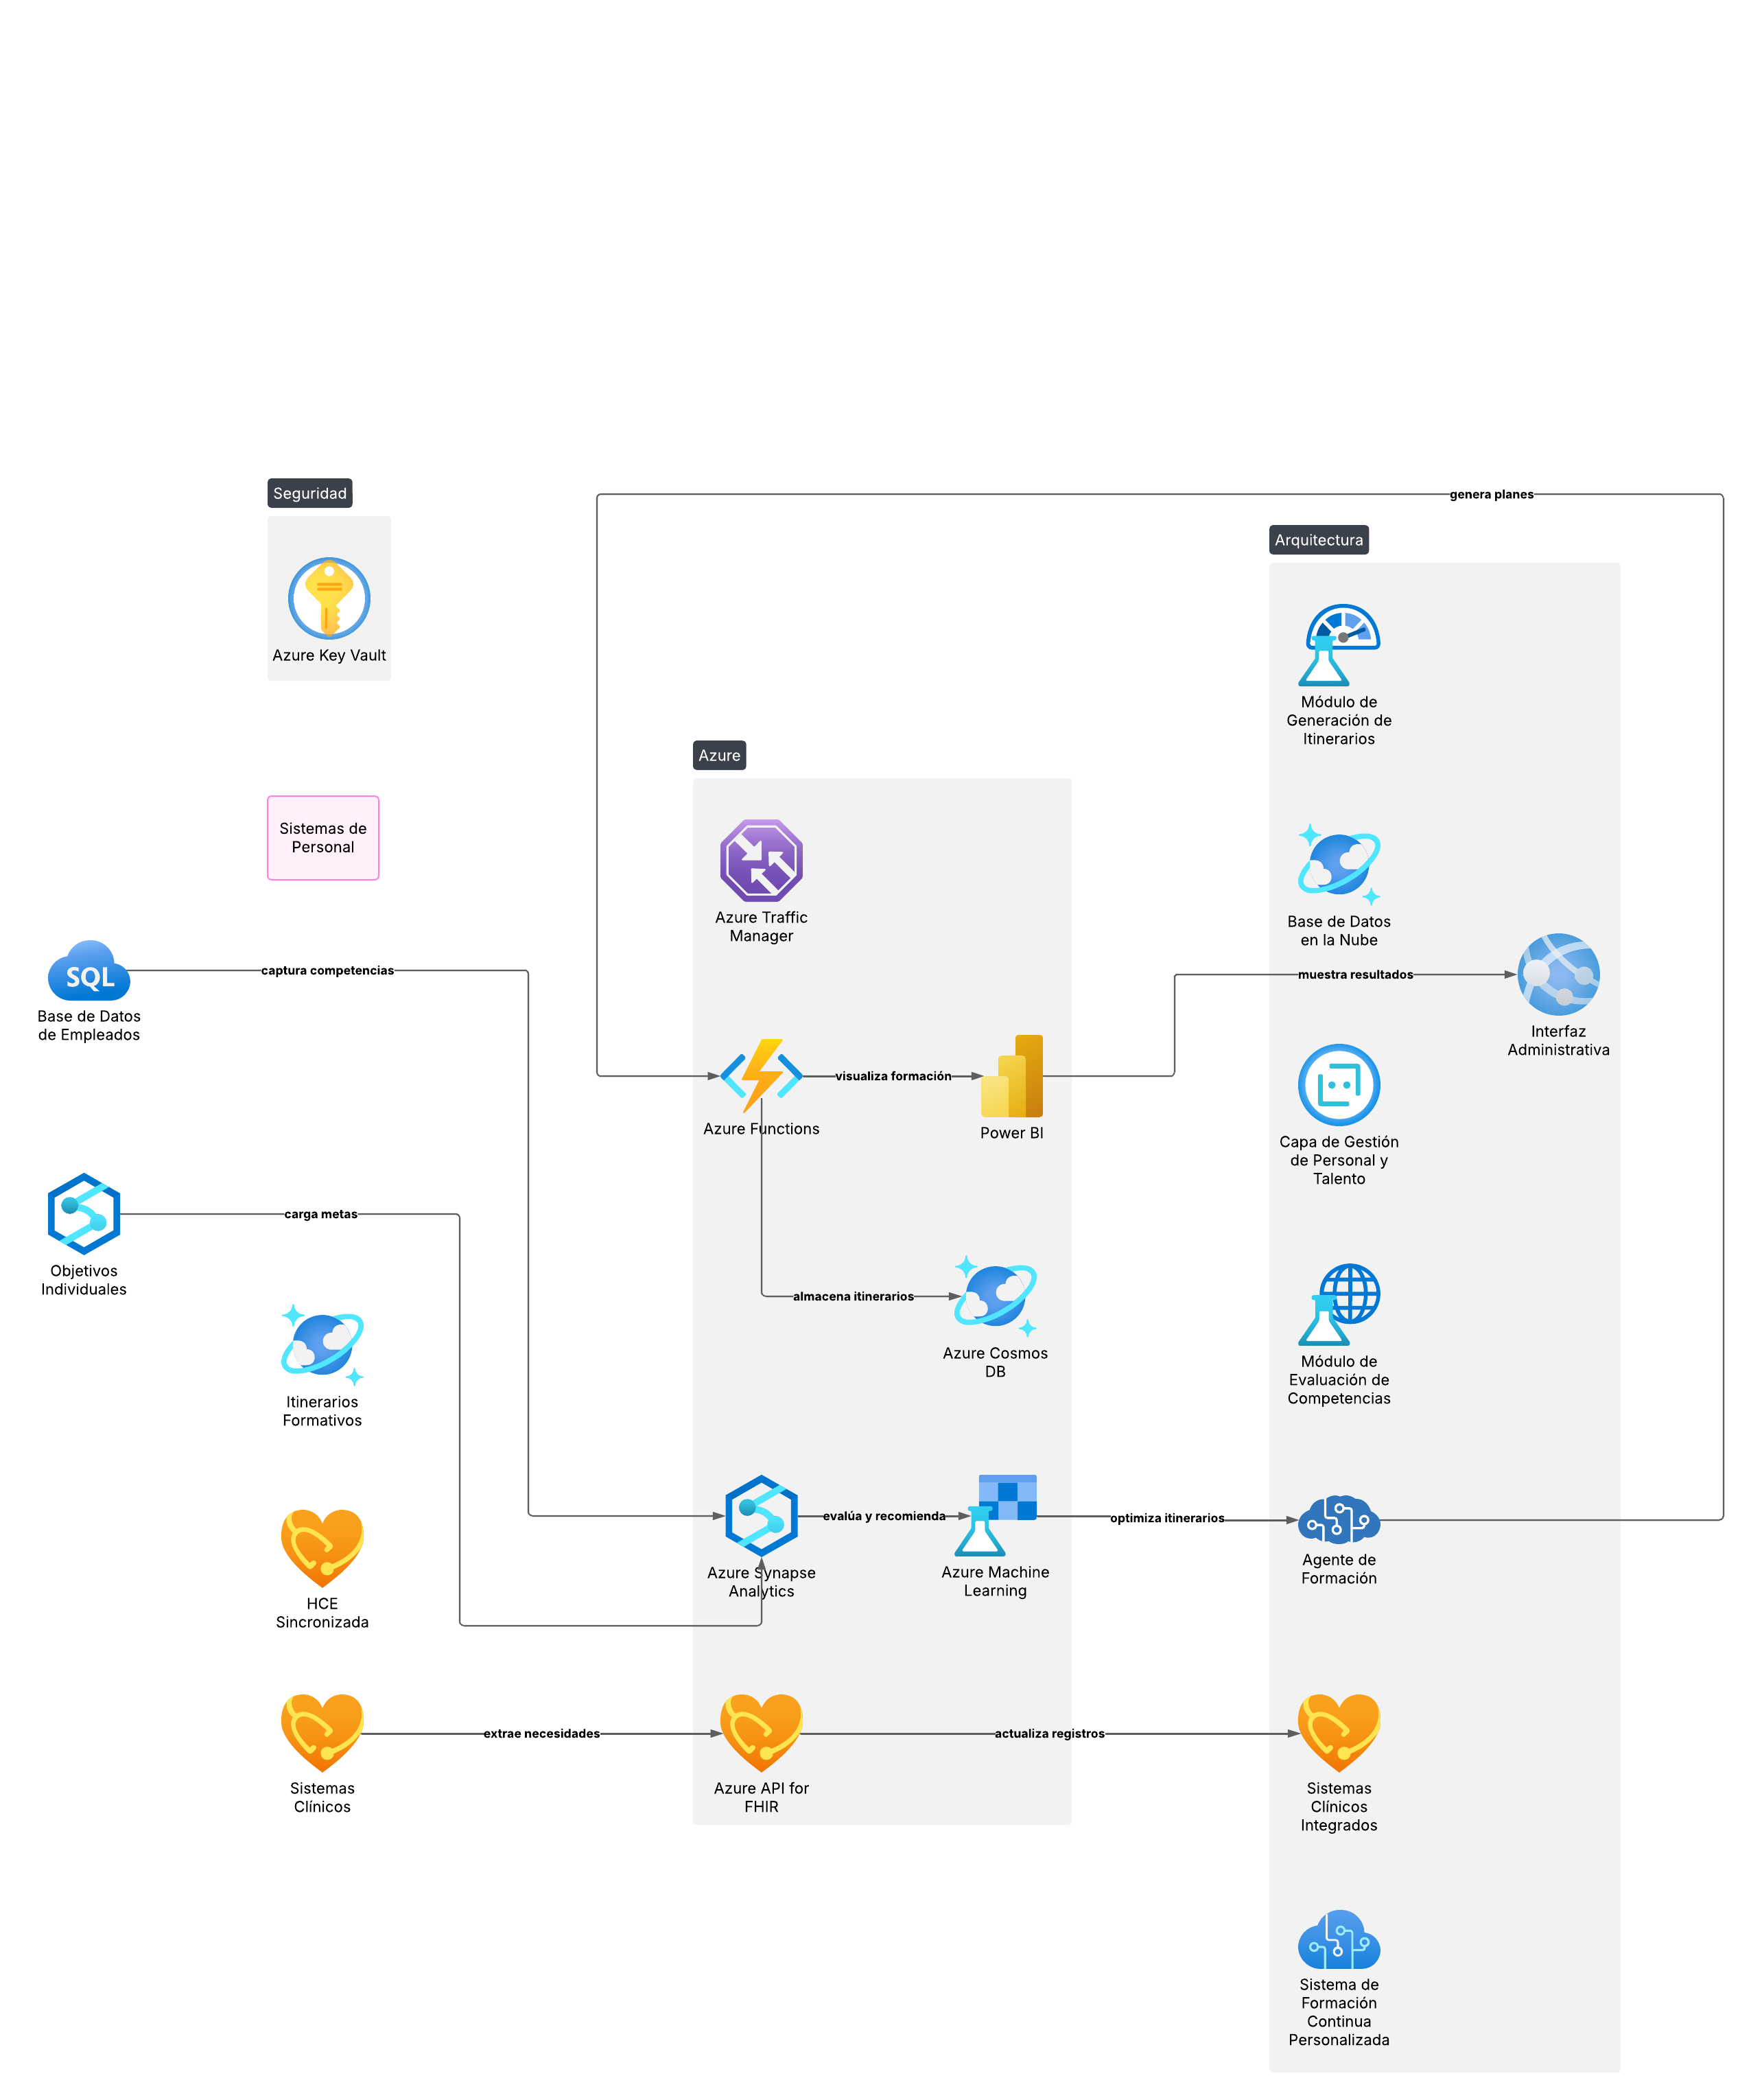 Seguridad
genera planes
Arquitectura
Azure Key Vault
Módulo de
Generación de
Itinerarios
Azure
Sistemas de
Personal
Azure Traffic
Manager
Base de Datos
en la Nube
captura competencias
muestra resultados
SQL
Base de Datos
de Empleados
Interfaz
Administrativa
visualiza formación
Azure Functions
Power BI
Capa de Gestión
de Personal y
Talento
carga metas
Objetivos
Individuales
almacena itinerarios
Azure Cosmos
DB
Módulo de
Evaluación de
Competencias
Itinerarios
Formativos
evalúa y recomienda
optimiza itinerarios
Azure Synapse
Analytics
Azure Machine
Learning
Agente de
Formación
HCE
Sincronizada
extrae necesidades
actualiza registros
Sistemas
Clínicos
Azure API for
FHIR
Sistemas
Clínicos
Integrados
Sistema de
Formación
Continua
Personalizada